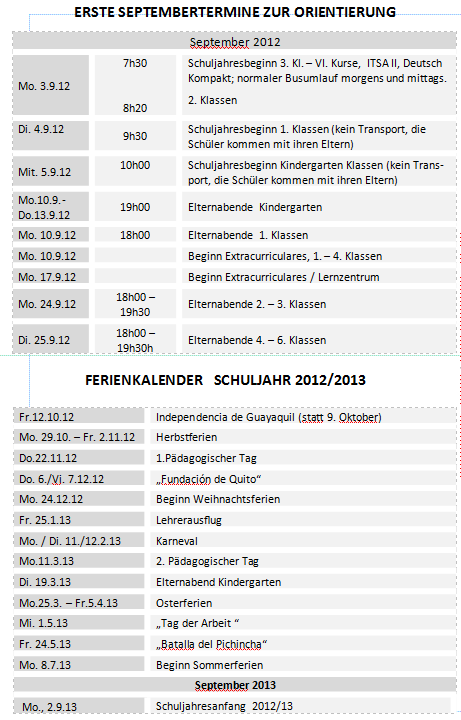 ERSTE SEPTEMBERTERMINE ZUR ORIENTIERUNG
September 2012
Mo. 3.9.12
7h30
Schuljahresbeginn 3. Kl. – VI. Kurse, ITSA II, Deutsch
Kompakt; normaler Busumlauf morgens und mittags.
8h20
2. Klassen
Di. 4.9.12
9h30
Schuljahresbeginn 1. Klassen (kein Transport, die
Schüler kommen mit ihren Eltern)
Mit. 5.9.12
10h00
Schuljahresbeginn Kindergarten Klassen (kein Trans-
port, die Schüler kommen mit ihren Eltern)
Mo.10.9.-
Do.13.9.12
19h00
Elternabende Kindergarten
Mo. 10.9.12
18h00
Elternabende 1. Klassen
Mo. 10.9.12
Beginn Extracurriculares, 1. – 4. Klassen
Mo. 17.9.12
Beginn Extracurriculares / Lernzentrum
Mo. 24.9.12
18h00 –
19h30
Elternabende 2. – 3. Klassen
Di. 25.9.12
18h00 –
19h30h
Elternabende 4. – 6. Klassen
FERIENKALENDER SCHULJAHR 2012/2013
Fr.12.10.12 Independencia de Guayaquil (statt 9. Oktober)
Mo. 29.10. – Fr. 2.11.12 Herbstferien
Do.22.11.12 1.Pädagogischer Tag
Do. 6./Vj. 7.12.12 „Fundación de Quito“
Mo. 24.12.12 Beginn Weihnachtsferien
Fr. 25.1.13 Lehrerausflug
Mo. / Di. 11./12.2.13 Karneval
Mo.11.3.13 2. Pädagogischer Tag
Di. 19.3.13 Elternabend Kindergarten
Mo.25.3. – Fr.5.4.13 Osterferien
Mi. 1.5.13 „Tag der Arbeit “
Fr. 24.5.13 „Batalla del Pichincha“
Mo. 8.7.13 Beginn Sommerferien
September 2013
Mo., 2.9.13 Schuljahresanfang 2012/13